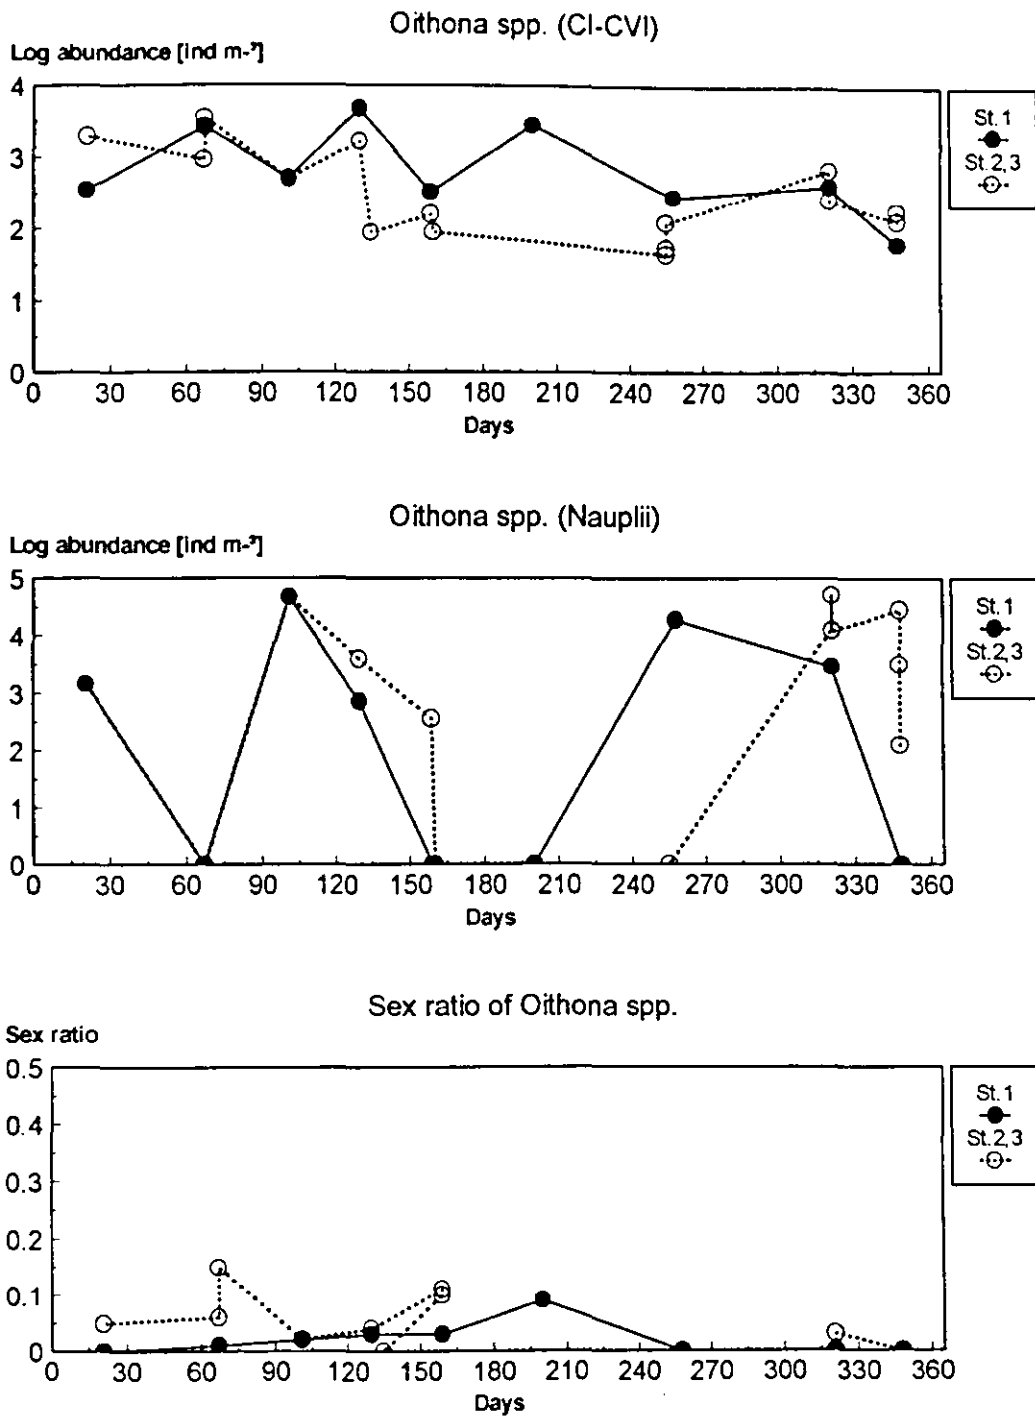 Oithona spp. (CI-CVI)
Log abundance [ind m-³]
4
3
2
1
0
0 30 60 90 120 150 180 210 240 270 300 330 360
Days
St.1
St.2,3
Oithona spp. (Nauplii)
Log abundance [ind m-³]
5
4
3
2
1
0
0 30 60 90 120 150 180 210 240 270 300 330 360
Days
St.1
St.2,3
Sex ratio of Oithona spp.
Sex ratio
0.5
0.4
0.3
0.2
0.1
0
0 30 60 90 120 150 180 210 240 270 300 330 360
Days
St.1
St.2,3